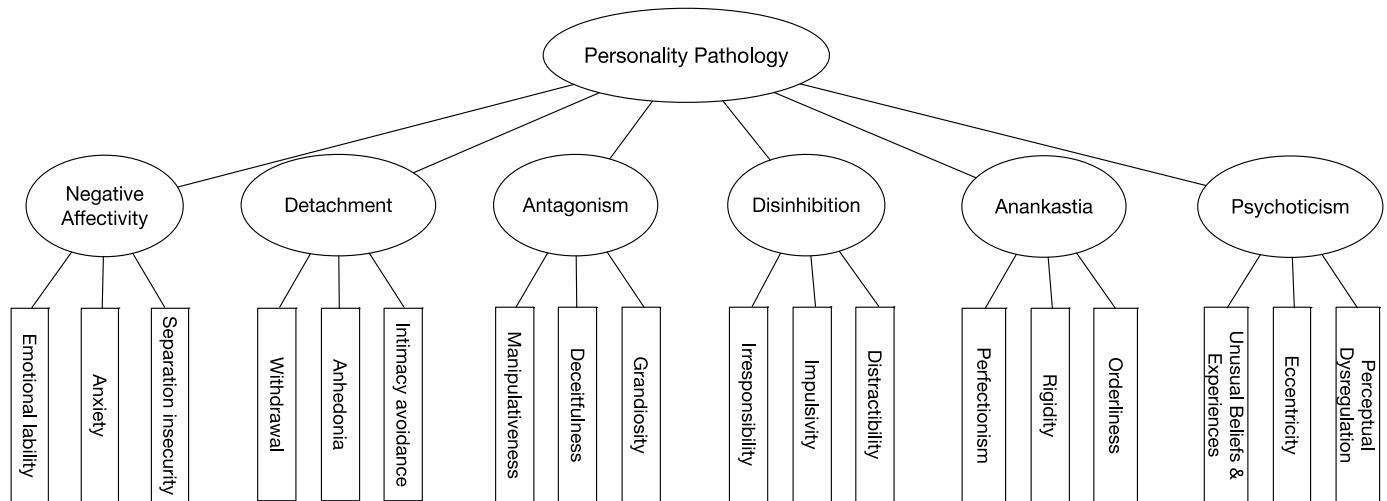 Personality Pathology
Negative
Affectivity
Detachment
Antagonism
Disinhibition
Anankastia
Psychoticism
Emotional lability
Anxiety
Separation insecurity
Withdrawal
Anhedonia
Intimacy avoidance
Manipulativeness
Deceitfulness
Grandiosity
Irresponsibility
Impulsivity
Distractibility
Perfectionism
Rigidity
Orderliness
Unusual Beliefs &
Experiences
Eccentricity
Perceptual
Dysregulation